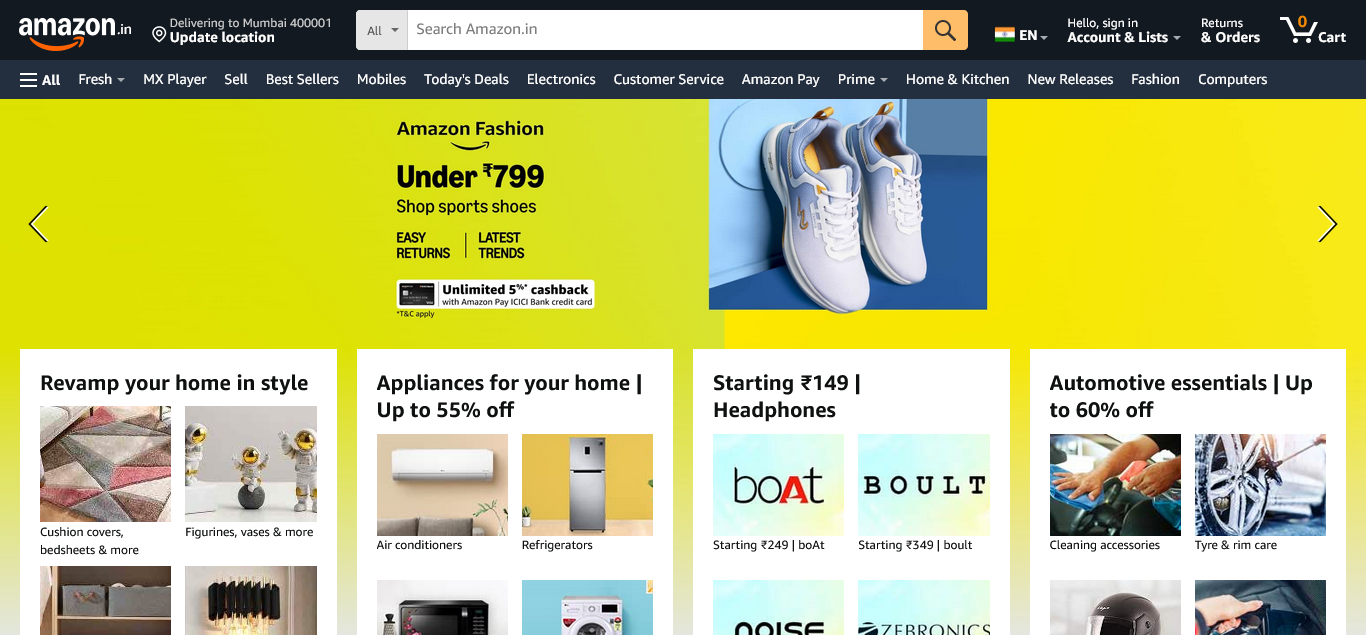 amazon.in
Delivering to Mumbai 400001
Update location
All
Search Amazon.in
EN
Hello, sign in
Account & Lists
Returns
& Orders
0
Cart
All
Fresh
MX Player
Sell
Best Sellers
Mobiles
Today's Deals
Electronics
Customer Service
Amazon Pay
Prime
Home & Kitchen
New Releases
Fashion
Computers
Amazon Fashion
Under ₹799
Shop sports shoes
EASY
RETURNS
LATEST
TRENDS
Unlimited 5%* cashback
with Amazon Pay ICICI Bank credit card
*T&C apply
Revamp your home in style
Cushion covers,
bedsheets & more
Figurines, vases & more
Appliances for your home |
Up to 55% off
Air conditioners
Refrigerators
Starting ₹149 |
Headphones
boAt
BOULT
Starting ₹249 | boAt
Starting ₹349 | boult
noise
ZEBRONICS
Automotive essentials | Up
to 60% off
Cleaning accessories
Tyre & rim care